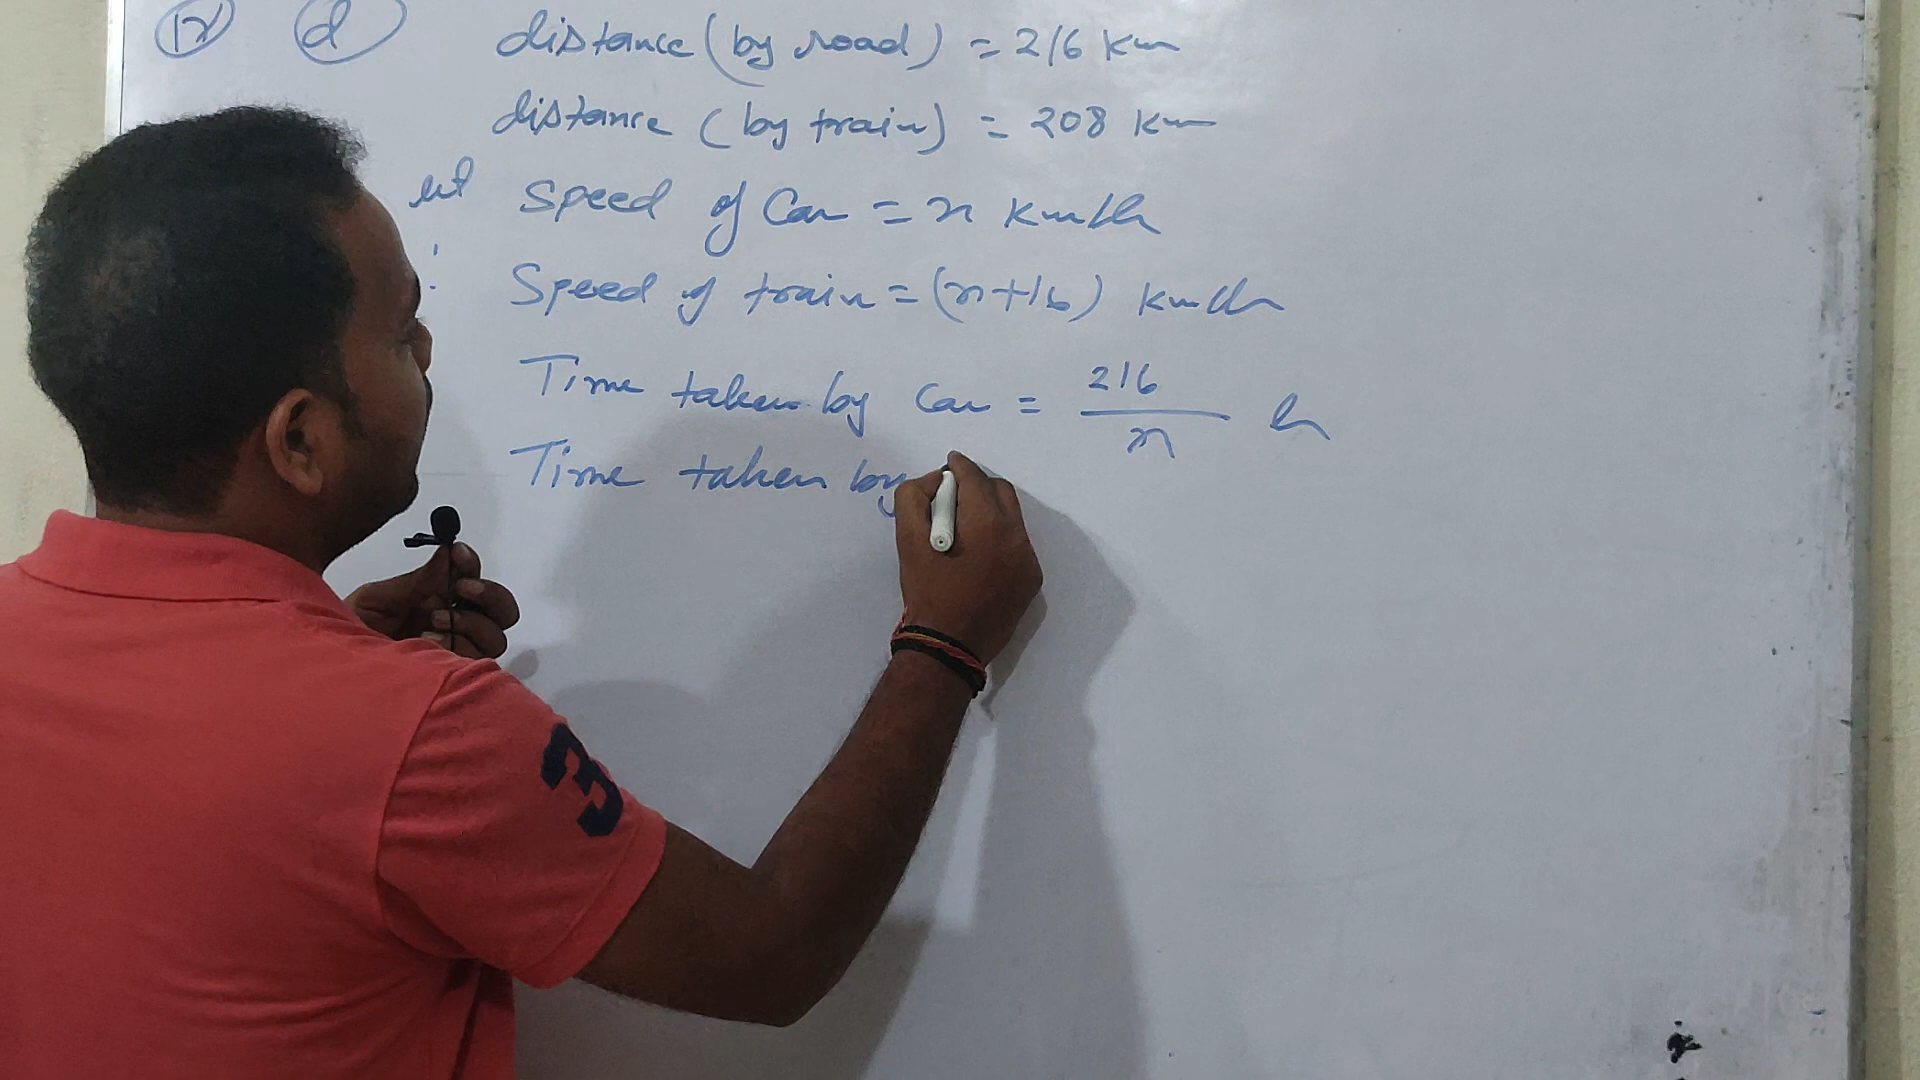 12 d distance (by road) = 216 km
distance (by train) = 208 km
let Speed of Car = x km/h
∴ Speed of train = (x+16) km/h
Time taken by Car = 216/x h
Time taken by
3